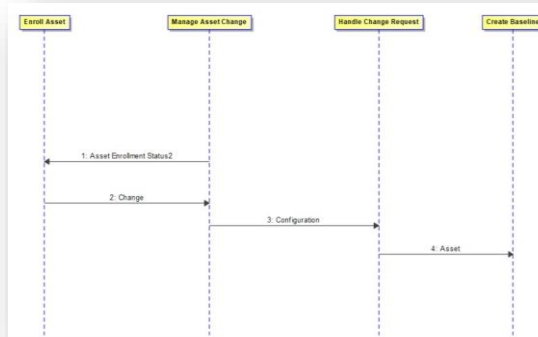 Enroll Asset
Manage Asset Change
Handle Change Request
Create Baseline
1: Asset Enrollment Status2
2: Change
3: Configuration
4: Asset